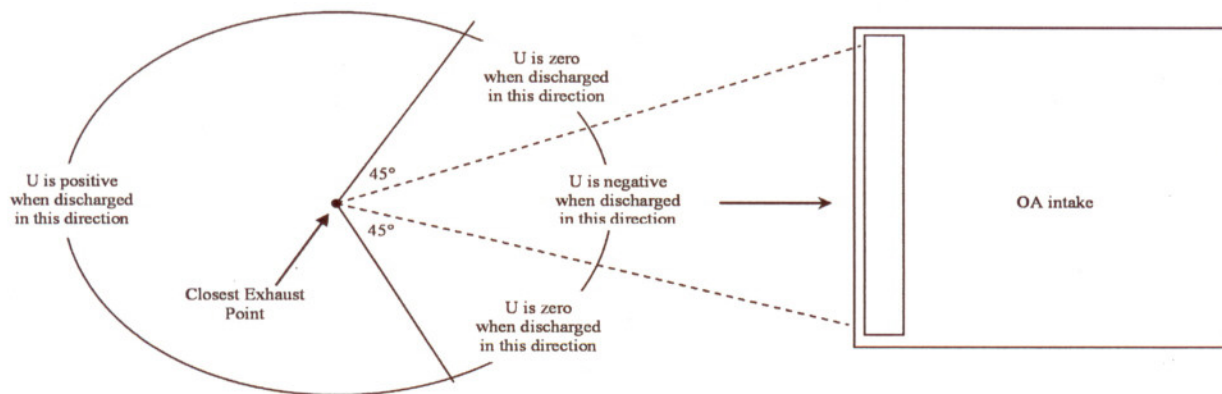 U is zero
when discharged
in this direction
45°
U is positive
when discharged
in this direction
U is negative
when discharged
in this direction
OA intake
45°
Closest Exhaust
Point
U is zero
when discharged
in this direction